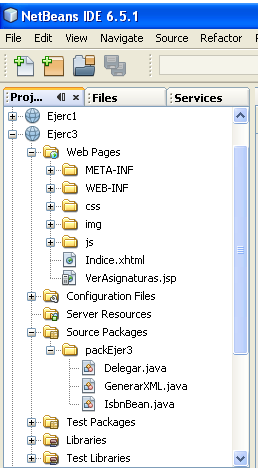 NetBeans IDE 6.5.1
File Edit View Navigate Source Refactor
Proj... Files Services
Ejerc1
Ejerc3
Web Pages
META-INF
WEB-INF
css
img
js
Indice.xhtml
VerAsignaturas.jsp
Configuration Files
Server Resources
Source Packages
packEjer3
Delegar.java
GenerarXML.java
IsbnBean.java
Test Packages
Libraries
Test Libraries